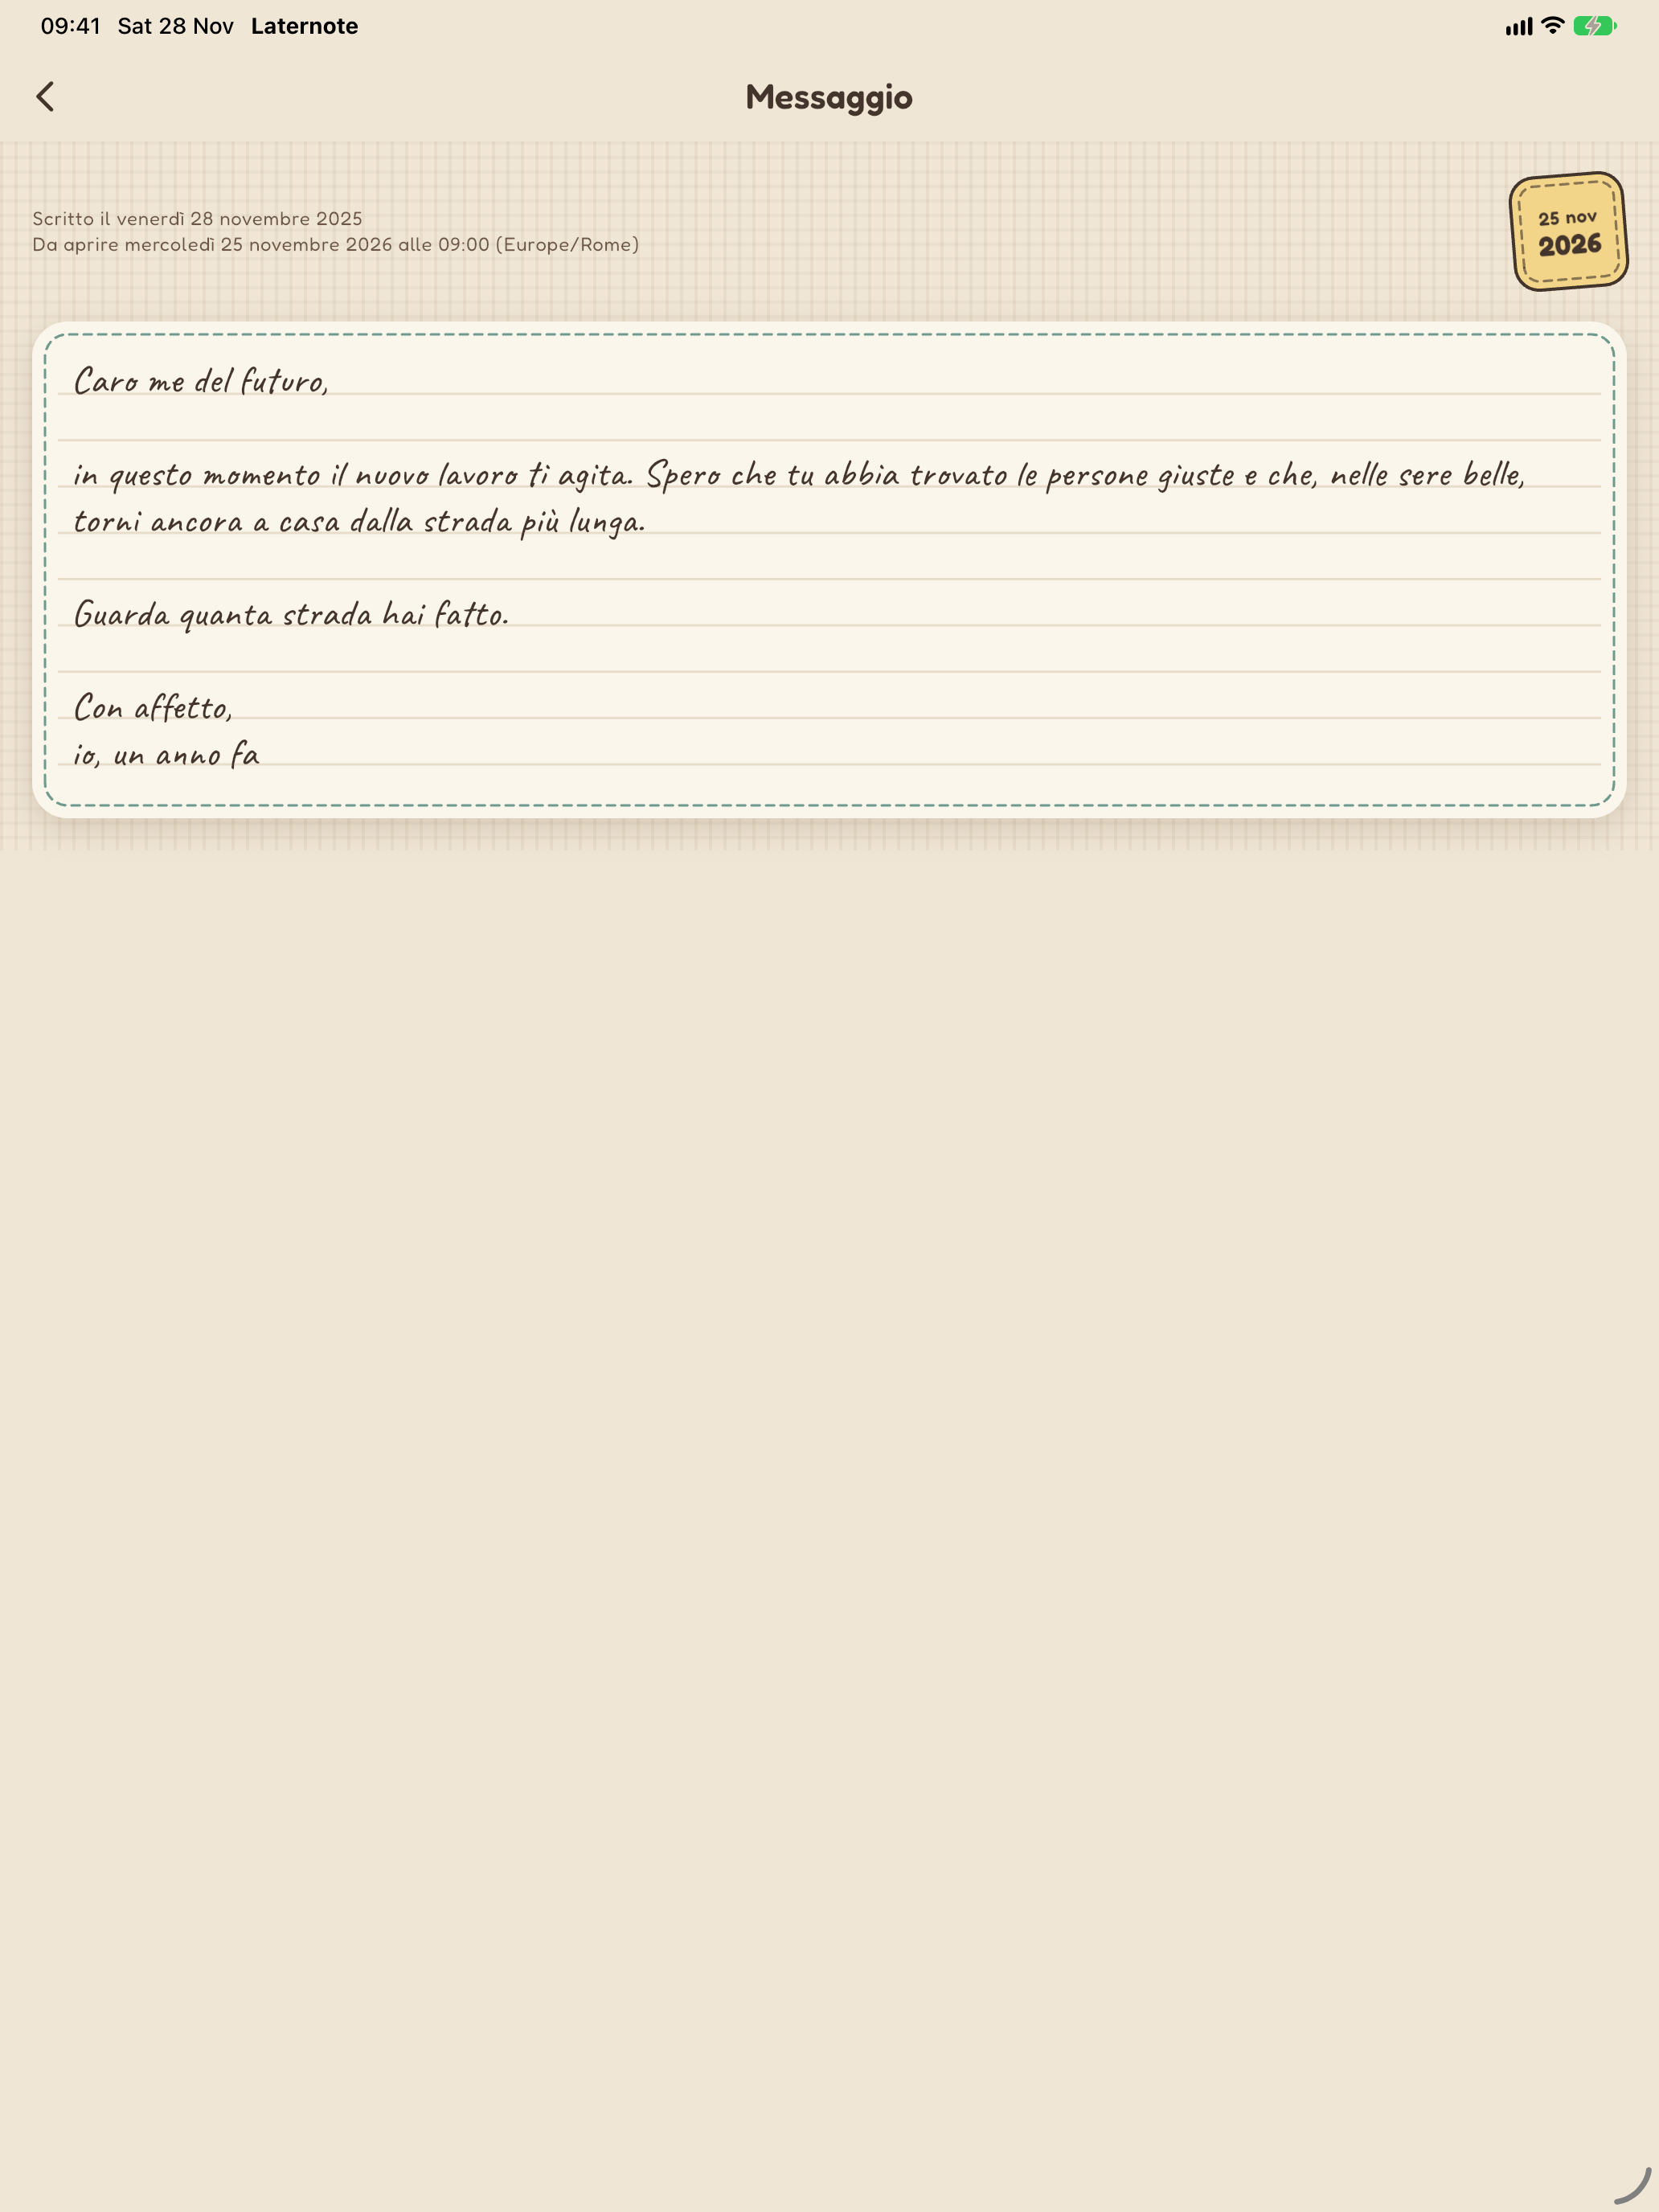 09:41 Sat 28 Nov Laternote
Messaggio
Scritto il venerdì 28 novembre 2025
Da aprire mercoledì 25 novembre 2026 alle 09:00 (Europe/Rome)
25 nov
2026
Caro me del futuro,
in questo momento il nuovo lavoro ti agita. Spero che tu abbia trovato le persone giuste e che, nelle sere belle,
torni ancora a casa dalla strada più lunga.
Guarda quanta strada hai fatto.
Con affetto,
io, un anno fa